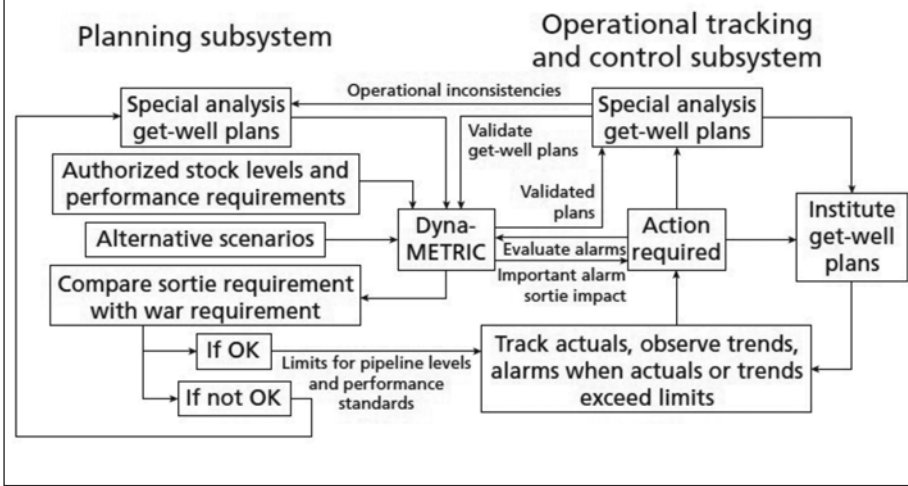 Planning subsystem
Operational tracking
and control subsystem
Operational inconsistencies
Special analysis
get-well plans
Special analysis
get-well plans
Validate
get-well plans
Authorized stock levels and
performance requirements
Validated
plans
Alternative scenarios
Dyna-
METRIC
Evaluate alarms
Important alarm
sortie impact
Action
required
Institute
get-well
plans
Compare sortie requirement
with war requirement
If OK
Limits for pipeline levels
and performance
standards
Track actuals, observe trends,
alarms when actuals or trends
exceed limits
If not OK